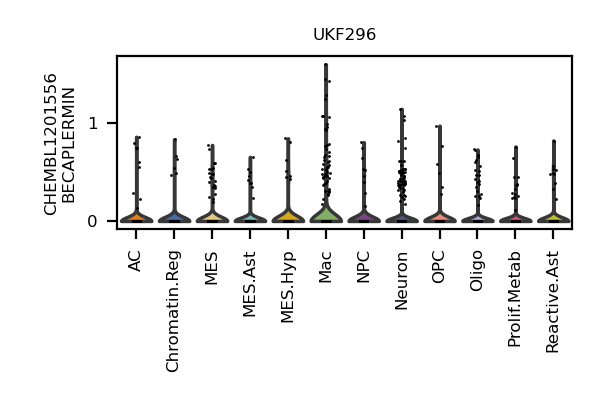 UKF296
CHEMBL1201556
BECAPLERMIN
1
0
AC
Chromatin.Reg
MES
MES.Ast
MES.Hyp
Mac
NPC
Neuron
OPC
Oligo
Prolif.Metab
Reactive.Ast